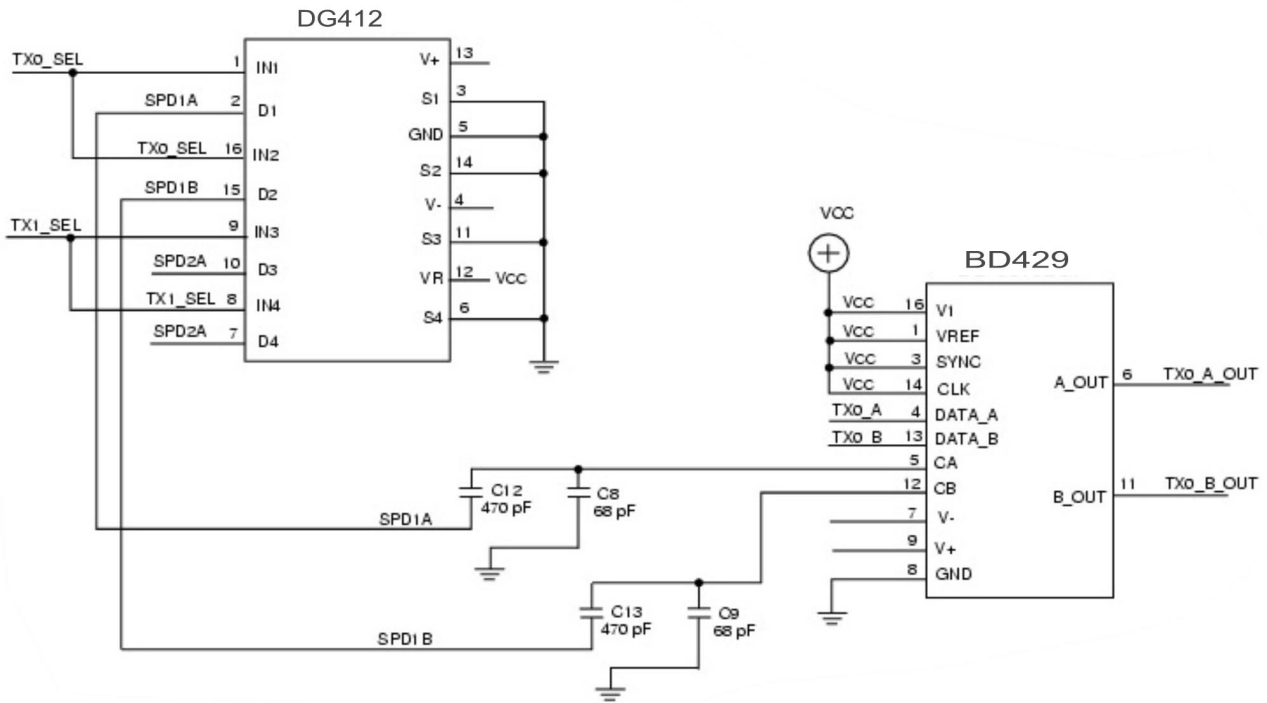 DG412
TX0_SEL
1
IN1
V+
13
SPD1A
2
D1
S1
3
TX0_SEL
16
IN2
GND
5
S2
14
SPD1B
15
D2
V-
4
TX1_SEL
9
IN3
S3
11
SPD2A
10
D3
VR
12
VCC
TX1_SEL
8
IN4
S4
6
SPD2A
7
D4
VCC
BD429
VCC
16
V1
VCC
1
VREF
VCC
3
SYNC
VCC
14
CLK
TX0_A
4
DATA_A
TX0_B
13
DATA_B
5
CA
12
CB
7
V-
9
V+
8
GND
A_OUT
6
TX0_A_OUT
B_OUT
11
TX0_B_OUT
C12
470 pF
C8
68 pF
SPD1A
C13
470 pF
C9
68 pF
SPD1B